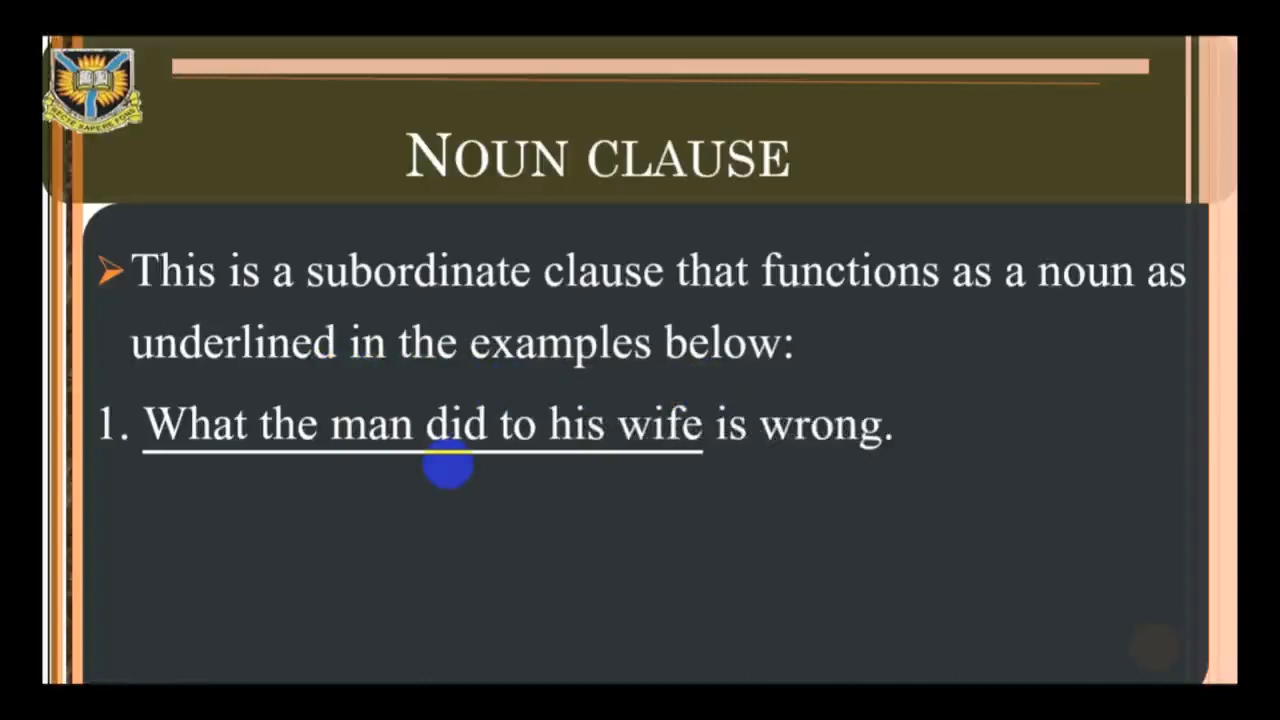 NOUN CLAUSE
➢ This is a subordinate clause that functions as a noun as
underlined in the examples below:
1. What the man did to his wife is wrong.